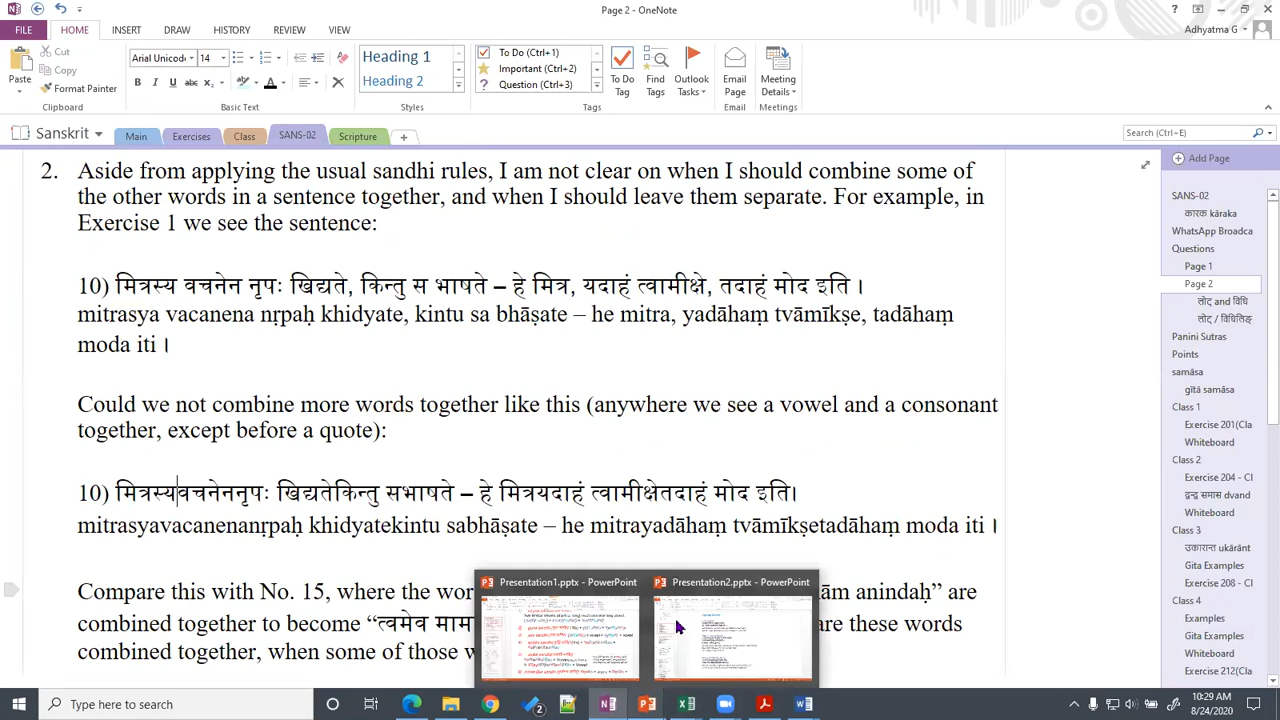 Page 2 - OneNote
FILE HOME INSERT DRAW HISTORY REVIEW VIEW
Adhyatma G
Paste
Cut
Copy
Format Painter
Clipboard
Arial Unicod 14
B I U
Basic Text
Heading 1
Heading 2
Styles
To Do (Ctrl+1)
Important (Ctrl+2)
Question (Ctrl+3)
To Do Tag
Find Tags
Outlook Tasks
Tags
Email Page
Email
Meeting Details
Meetings
Sanskrit
Main Exercises Class SANS-02 Scripture
Search (Ctrl+E)
2. Aside from applying the usual sandhi rules, I am not clear on when I should combine some of
the other words in a sentence together, and when I should leave them separate. For example, in
Exercise 1 we see the sentence:
10) मित्रस्य वचनेन नृपः खिद्यते, किन्तु स भाषते – हे मित्र, यदाहं त्वामीक्षे, तदाहं मोद इति ।
mitrasya vacanena nṛpaḥ khidyate, kintu sa bhāṣate – he mitra, yadāhaṃ tvāmīkṣe, tadāhaṃ
moda iti ।
Could we not combine more words together like this (anywhere we see a vowel and a consonant
together, except before a quote):
10) मित्रस्यवचनेननृपः खिद्यतेकिन्तु सभाषते – हे मित्रयदाहं त्वामीक्षेतदाहं मोद इति।
mitrasyavacanenanṛpaḥ khidyatekintu sabhāṣate – he mitrayadāhaṃ tvāmīkṣetadāhaṃ moda iti ।
Compare this with No. 15, where the wor
ām anindaḥ” are
combined together to become “त्वमेव माम
are these words
combined together, when some of those
Presentation1.pptx - PowerPoint
Presentation2.pptx - PowerPoint
Add Page
SANS-02
कारक kāraka
WhatsApp Broadca
Questions
Page 1
Page 2
लोट् and विधि
लोट् / विधिलिङ्
Panini Sutras
Points
samāsa
gītā samāsa
Class 1
Exercise 201(Cla
Whiteboard
Class 2
Exercise 204 - Cl
द्वन्द्व समास dvand
Whiteboard
Class 3
उकारान्त ukārānt
Gita Examples
Exercise 208 - Cl
Class 4
Examples
Gita Examples
Exercise 212 - Cl
Whiteboard
Type here to search
10:29 AM
8/24/2020